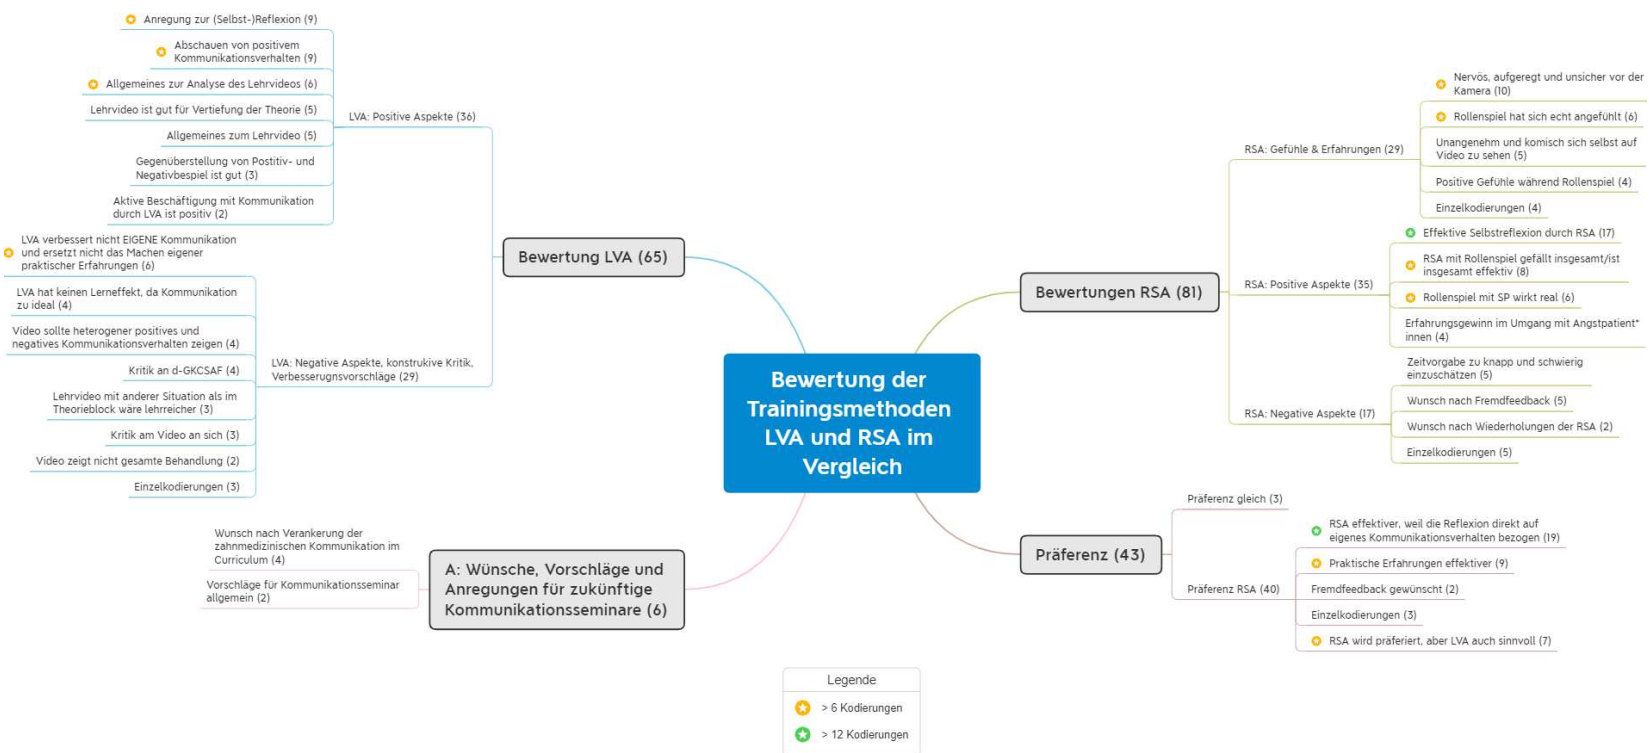 Anregung zur (Selbst-)Reflexion (9)
Abschauen von positivem
Kommunikationsverhalten (9)
Allgemeines zur Analyse des Lehrvideos (6)
Lehrvideo ist gut für Vertiefung der Theorie (5)
Allgemeines zum Lehrvideo (5)
Gegenüberstellung von Postitiv- und
Negativbespiel ist gut (3)
Aktive Beschäftigung mit Kommunikation
durch LVA ist positiv (2)
LVA: Positive Aspekte (36)
LVA verbessert nicht EIGENE Kommunikation
und ersetzt nicht das Machen eigener
praktischer Erfahrungen (6)
LVA hat keinen Lerneffekt, da Kommunikation
zu ideal (4)
Video sollte heterogener positives und
negatives Kommunikationsverhalten zeigen (4)
Kritik an d-GKCSAF (4)
Lehrvideo mit anderer Situation als im
Theorieblock wäre lehrreicher (3)
Kritik am Video an sich (3)
Video zeigt nicht gesamte Behandlung (2)
Einzelkodierungen (3)
LVA: Negative Aspekte, konstrukive Kritik,
Verbesserugnsvorschläge (29)
Bewertung LVA (65)
Wunsch nach Verankerung der
zahnmedizinischen Kommunikation im
Curriculum (4)
Vorschläge für Kommunikationsseminar
allgemein (2)
A: Wünsche, Vorschläge und
Anregungen für zukünftige
Kommunikationsseminare (6)
Bewertung der
Trainingsmethoden
LVA und RSA im
Vergleich
Bewertungen RSA (81)
RSA: Gefühle & Erfahrungen (29)
Nervös, aufgeregt und unsicher vor der
Kamera (10)
Rollenspiel hat sich echt angefühlt (6)
Unangenehm und komisch sich selbst auf
Video zu sehen (5)
Positive Gefühle während Rollenspiel (4)
Einzelkodierungen (4)
RSA: Positive Aspekte (35)
Effektive Selbstreflexion durch RSA (17)
RSA mit Rollenspiel gefällt insgesamt/ist
insgesamt effektiv (8)
Rollenspiel mit SP wirkt real (6)
Erfahrungsgewinn im Umgang mit Angstpatient*
innen (4)
RSA: Negative Aspekte (17)
Zeitvorgabe zu knapp und schwierig
einzuschätzen (5)
Wunsch nach Fremdfeedback (5)
Wunsch nach Wiederholungen der RSA (2)
Einzelkodierungen (5)
Präferenz (43)
Präferenz gleich (3)
Präferenz RSA (40)
RSA effektiver, weil die Reflexion direkt auf
eigenes Kommunikationsverhalten bezogen (19)
Praktische Erfahrungen effektiver (9)
Fremdfeedback gewünscht (2)
Einzelkodierungen (3)
RSA wird präferiert, aber LVA auch sinnvoll (7)
Legende
> 6 Kodierungen
> 12 Kodierungen